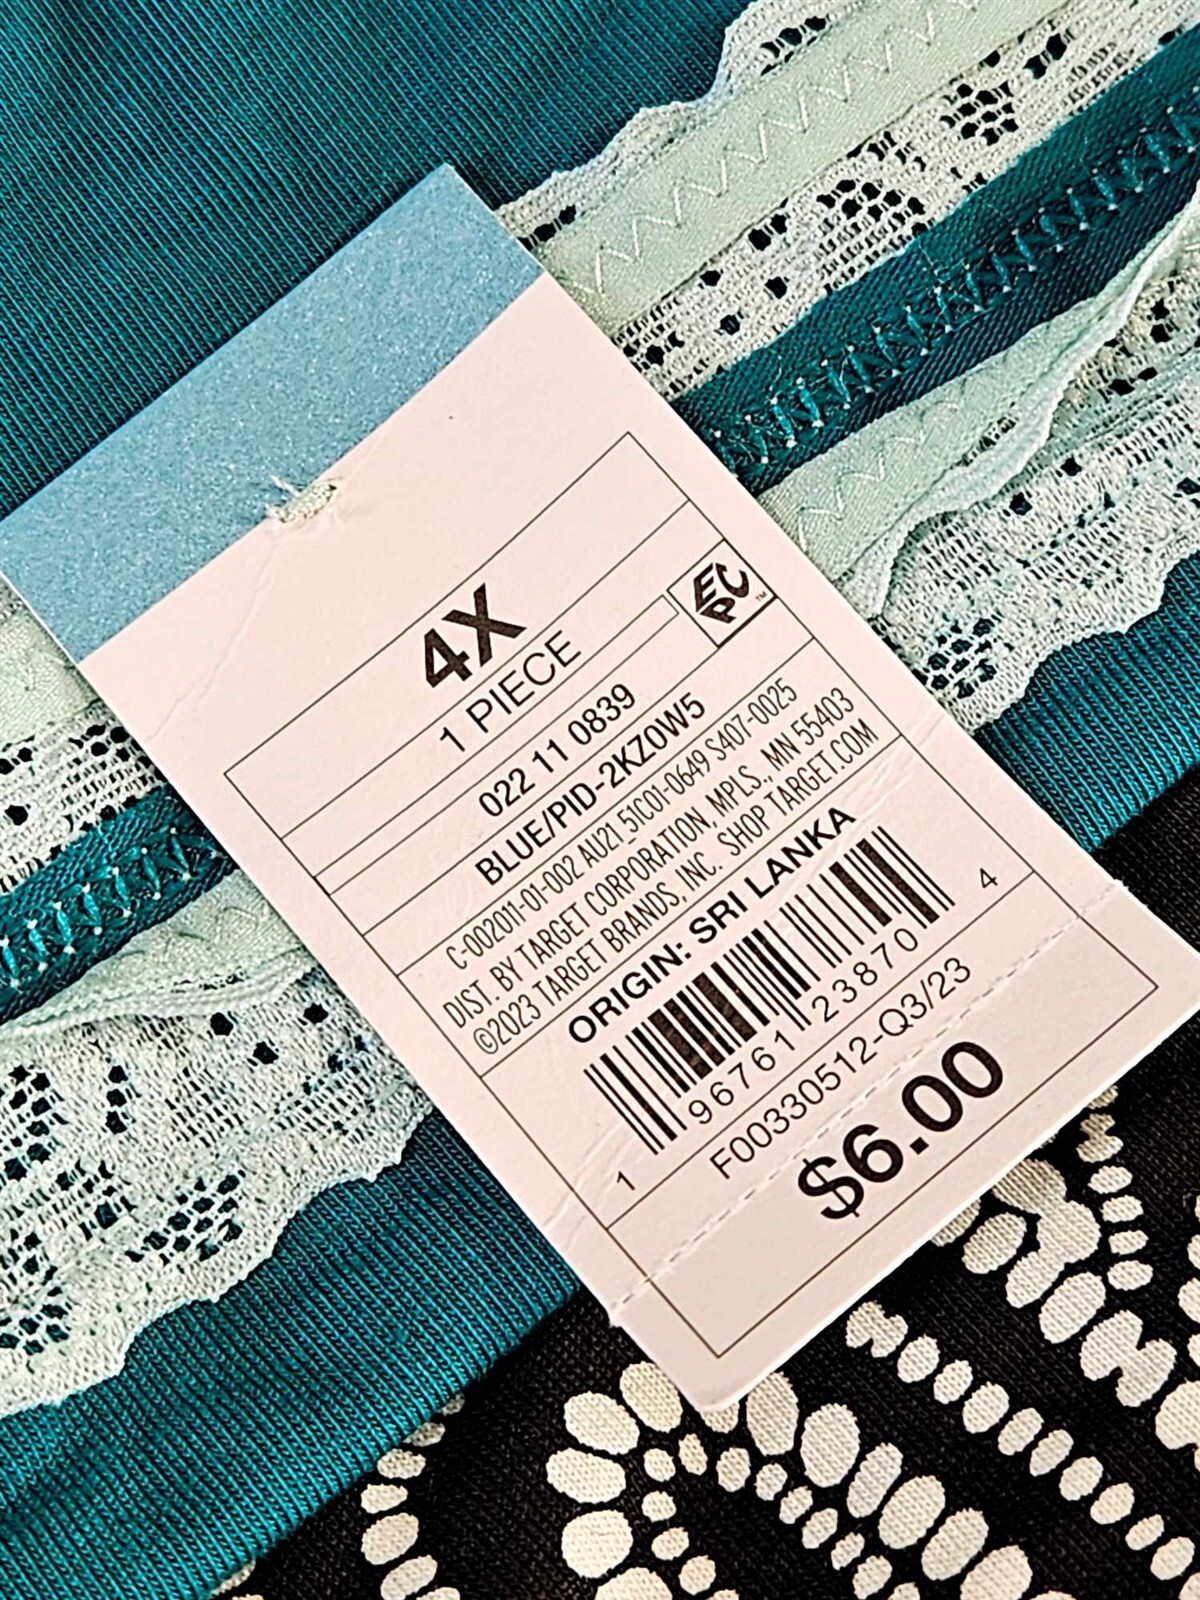 4X
1 PIECE
EPC™
022 11 0839
BLUE/PID-2KZ0W5
C-002011-01-002 AU21 51C01-0649 S407-0025
DIST. BY TARGET CORPORATION, MPLS., MN 55403
©2023 TARGET BRANDS, INC. SHOP TARGET.COM
ORIGIN: SRI LANKA
1 96761 23870 4
F00330512-Q3/23
$6.00